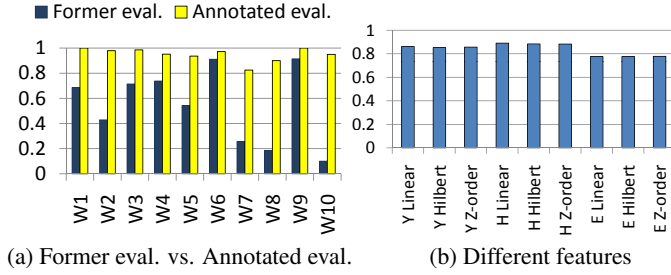 Former eval. Annotated eval.
1
0.8
0.6
0.4
0.2
0
W1 W2 W3 W4 W5 W6 W7 W8 W9 W10
(a) Former eval. vs. Annotated eval.
1
0.8
0.6
0.4
0.2
0
Y Linear
Y Hilbert
Y Z-order
H Linear
H Hilbert
H Z-order
E Linear
E Hilbert
E Z-order
(b) Different features